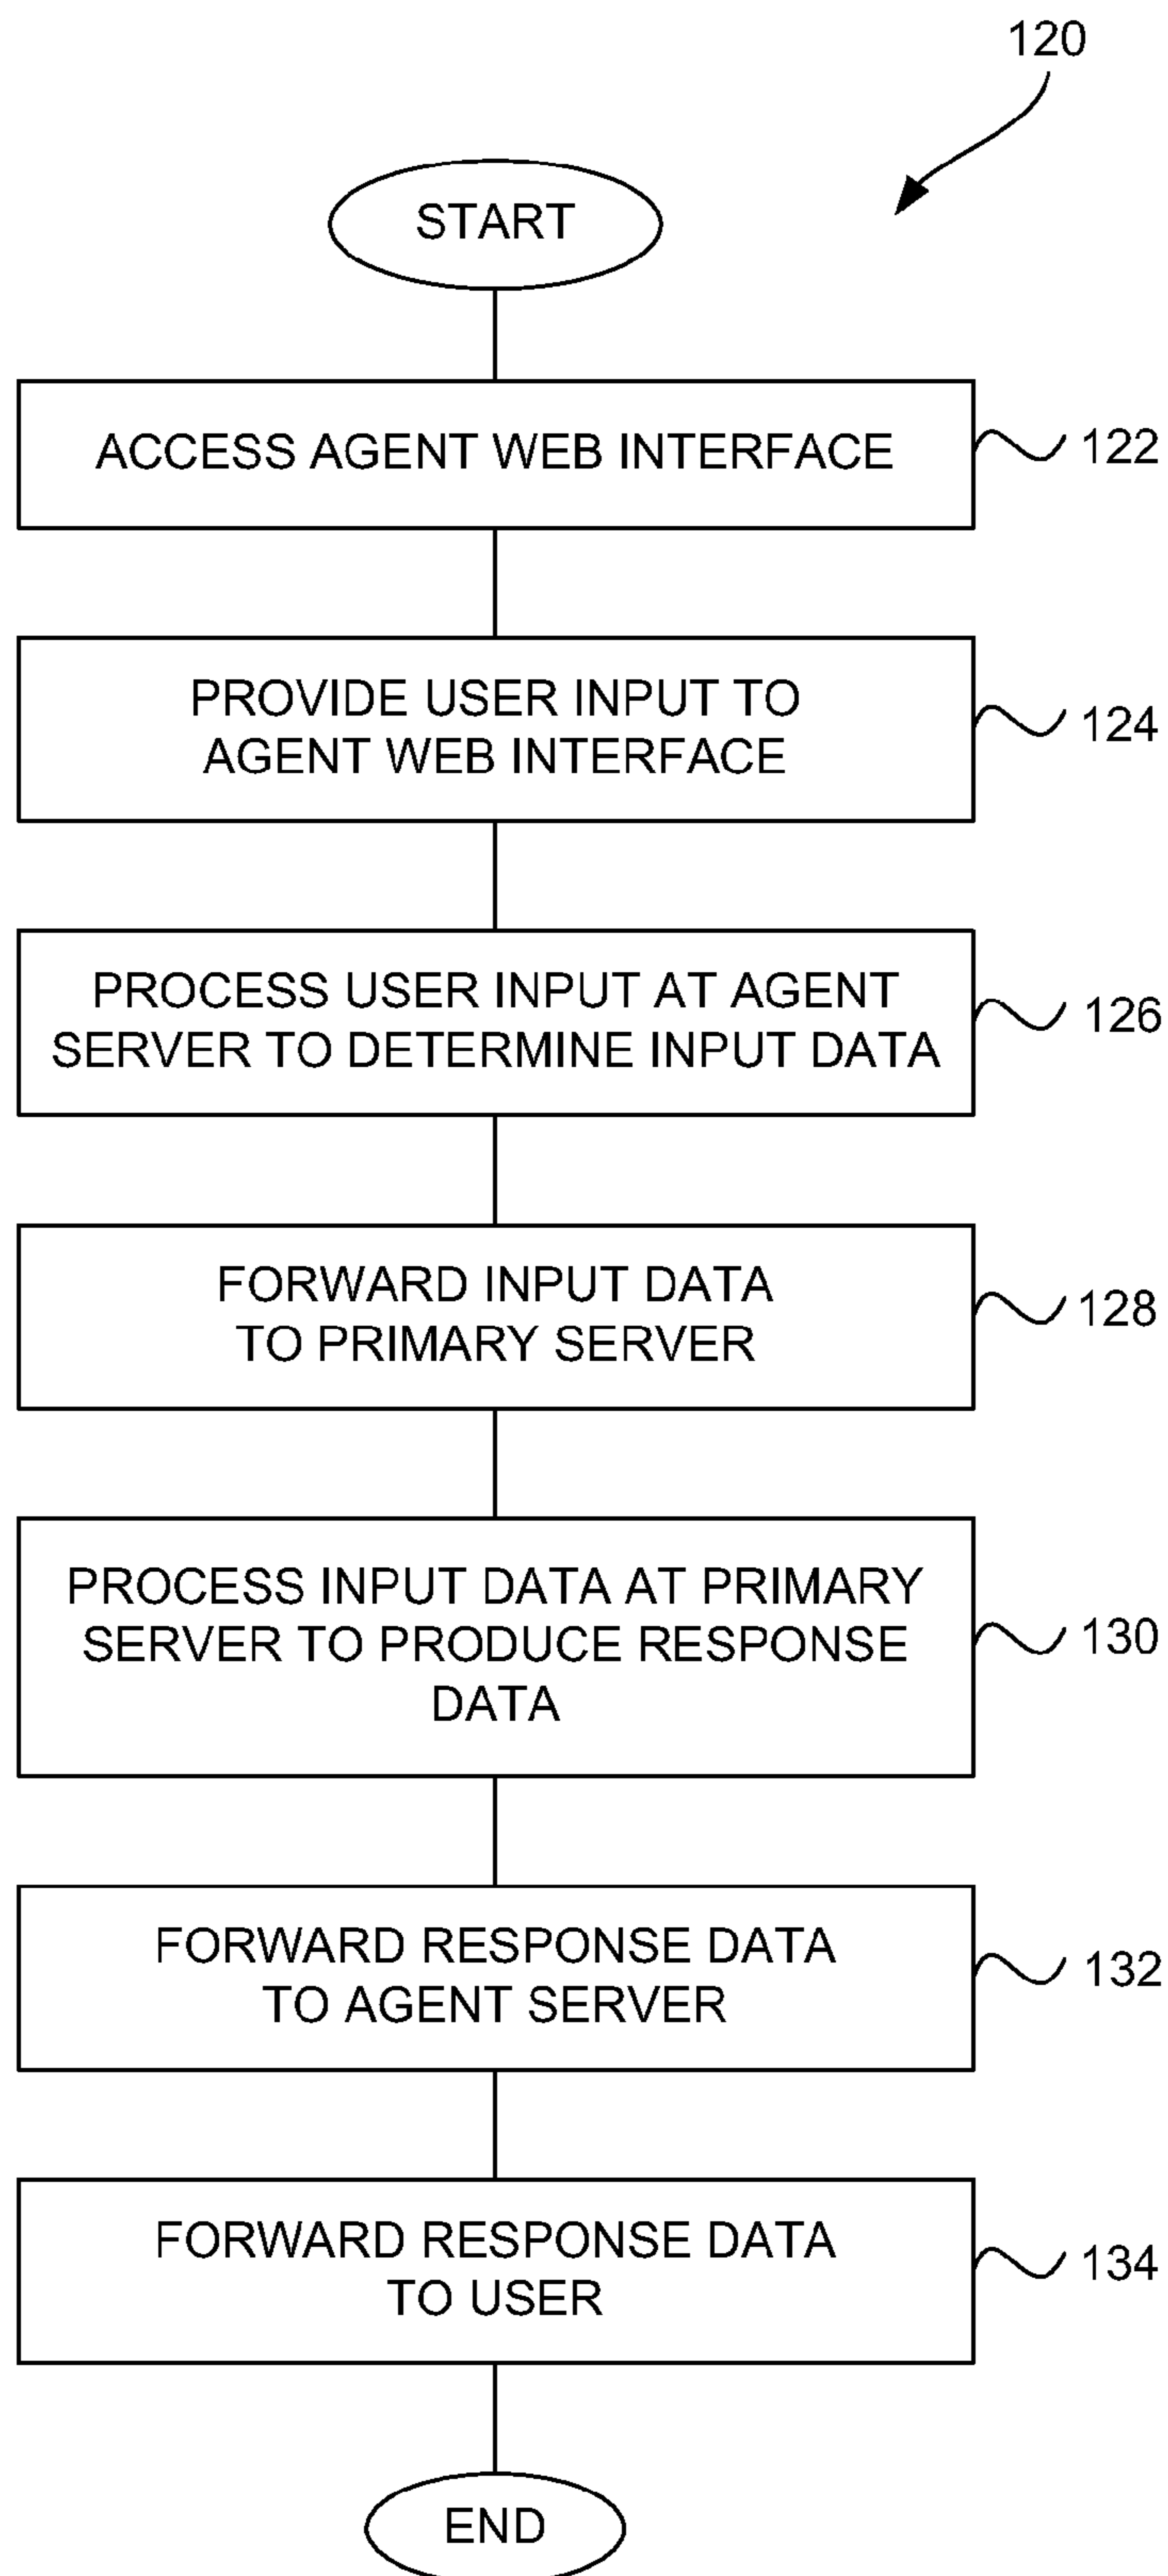 120
START
ACCESS AGENT WEB INTERFACE
122
PROVIDE USER INPUT TO
AGENT WEB INTERFACE
124
PROCESS USER INPUT AT AGENT
SERVER TO DETERMINE INPUT DATA
126
FORWARD INPUT DATA
TO PRIMARY SERVER
128
PROCESS INPUT DATA AT PRIMARY
SERVER TO PRODUCE RESPONSE
DATA
130
FORWARD RESPONSE DATA
TO AGENT SERVER
132
FORWARD RESPONSE DATA
TO USER
134
END